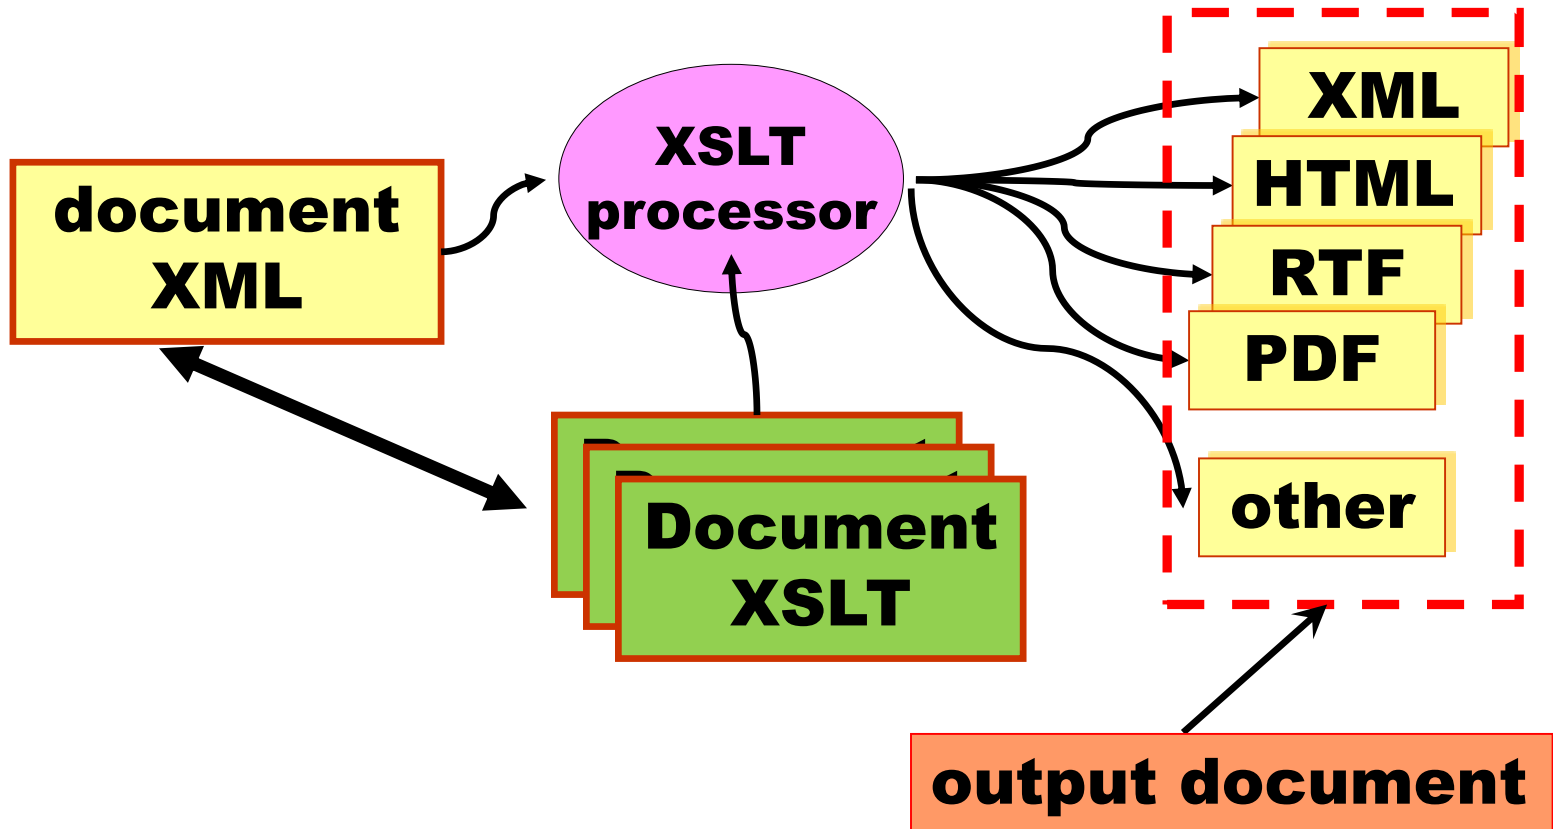 document
XML
XSLT
processor
XML
HTML
RTF
PDF
other
Document
XSLT
output document